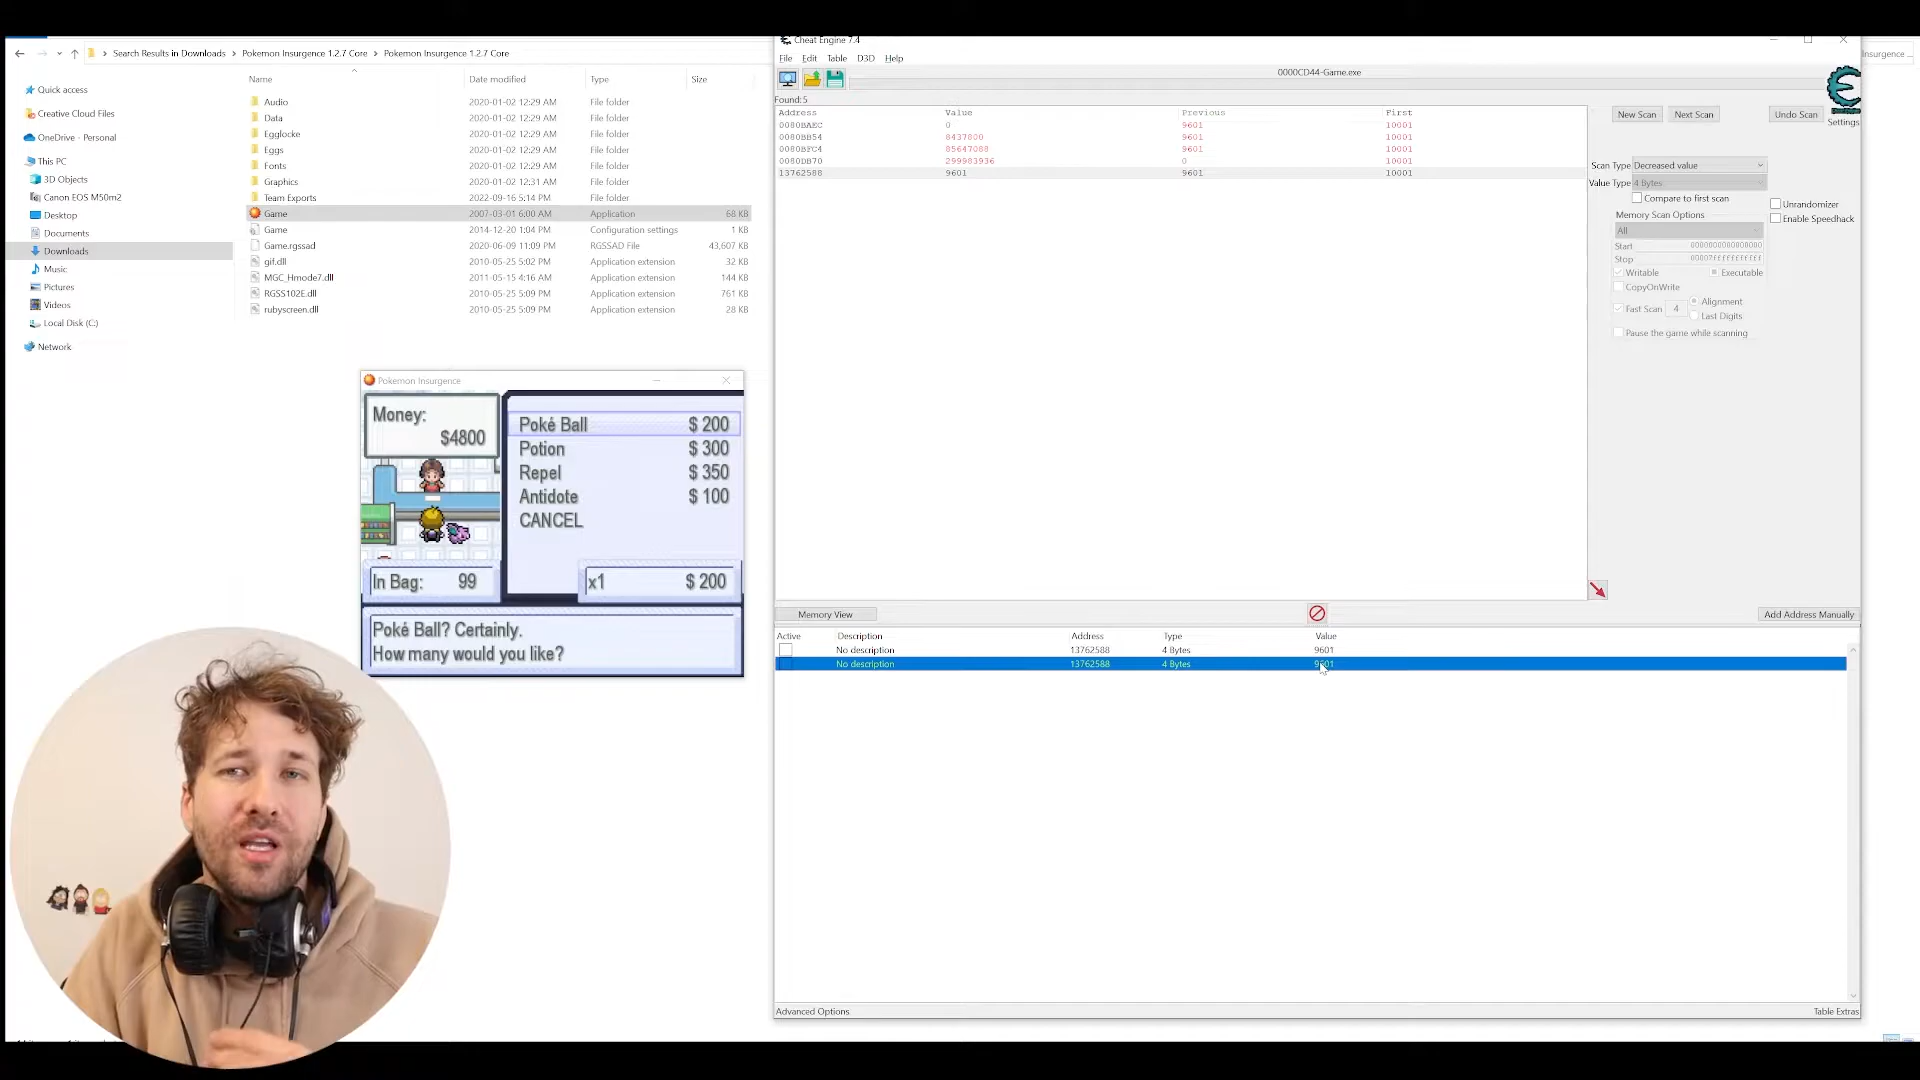 Search Results in Downloads > Pokemon Insurgence 1.2.7 Core > Pokemon Insurgence 1.2.7 Core
Quick access
Creative Cloud Files
OneDrive - Personal
This PC
3D Objects
Canon EOS M50m2
Desktop
Documents
Downloads
Music
Pictures
Videos
Local Disk (C:)
Network
Name Date modified Type Size
Audio 2020-01-02 12:29 AM File folder
Data 2020-01-02 12:29 AM File folder
Egglocke 2020-01-02 12:29 AM File folder
Eggs 2020-01-02 12:29 AM File folder
Fonts 2020-01-02 12:29 AM File folder
Graphics 2020-01-02 12:31 AM File folder
Team Exports 2022-09-16 5:14 PM File folder
Game 2007-03-01 6:00 AM Application 68 KB
Game 2014-12-20 1:04 PM Configuration settings 1 KB
Game.rgssad 2020-06-09 11:09 PM RGSSAD File 43,607 KB
gif.dll 2010-05-25 5:02 PM Application extension 32 KB
MGC_Hmode7.dll 2011-05-15 4:16 AM Application extension 144 KB
RGSS102E.dll 2010-05-25 5:09 PM Application extension 761 KB
rubyscreen.dll 2010-05-25 5:09 PM Application extension 28 KB
Pokemon Insurgence
Money:
$4800
Poké Ball $ 200
Potion $ 300
Repel $ 350
Antidote $ 100
CANCEL
In Bag: 99
x1 $ 200
Poké Ball? Certainly.
How many would you like?
Cheat Engine 7.4
File Edit Table D3D Help
0000CD44-Game.exe
Found:5
Address Value Previous First
0080BAEC 0 9601 10001
0080BB54 8437800 9601 10001
0080BFC4 85647088 9601 10001
0080DB70 299983936 0 10001
13762588 9601 9601 10001
New Scan Next Scan Undo Scan
Settings
Scan Type Decreased value
Value Type 4 Bytes
Compare to first scan
Unrandomizer
Enable Speedhack
Memory Scan Options
All
Start 0000000000000000
Stop 00007fffffffffff
Writable Executable
CopyOnWrite
Fast Scan 4 Alignment
Last Digits
Pause the game while scanning
Memory View
Add Address Manually
Active Description Address Type Value
No description 13762588 4 Bytes 9601
No description 13762588 4 Bytes 9601
Advanced Options
Table Extras